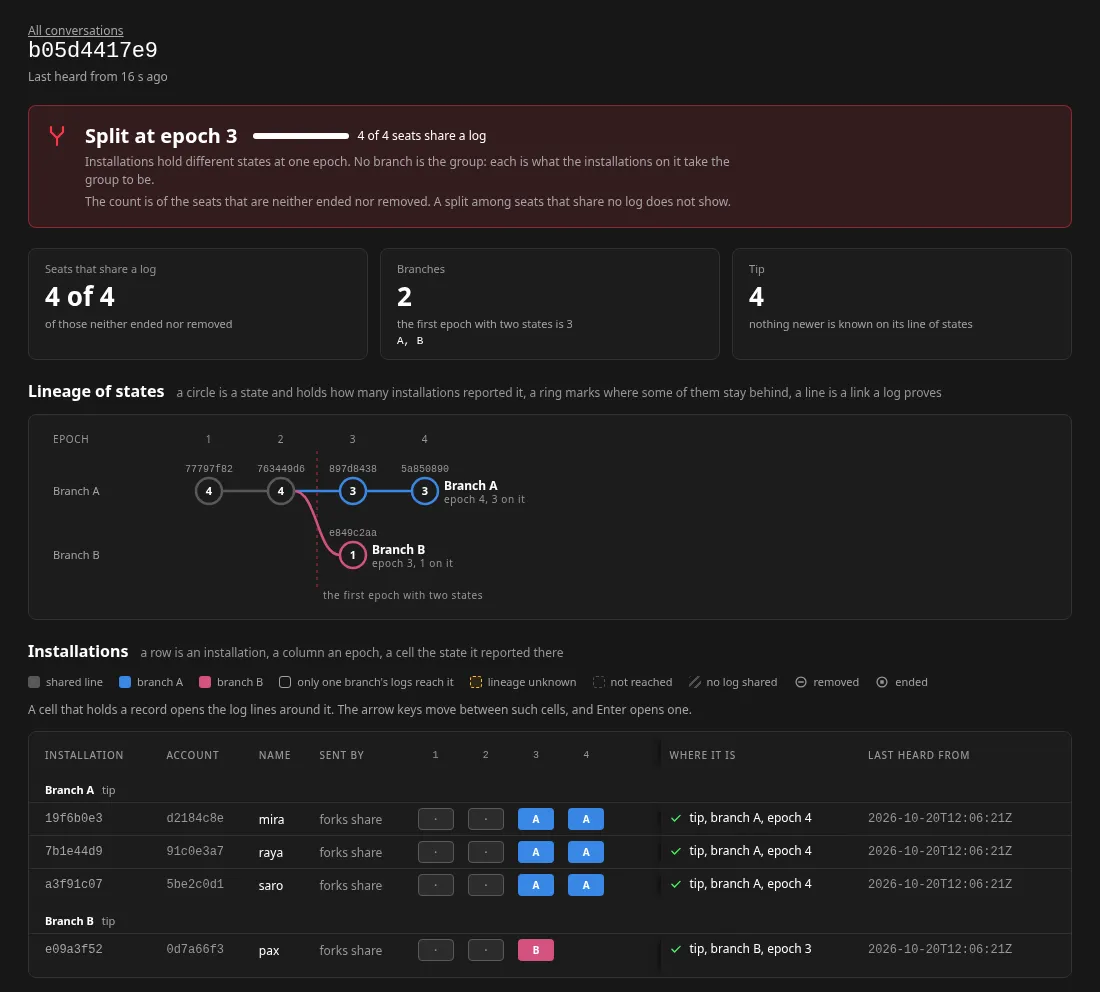 All conversations
b05d4417e9
Last heard from 16 s ago
Split at epoch 3 4 of 4 seats share a log
Installations hold different states at one epoch. No branch is the group: each is what the installations on it take the
group to be.
The count is of the seats that are neither ended nor removed. A split among seats that share no log does not show.
Seats that share a log
4 of 4
of those neither ended nor removed
Branches
2
the first epoch with two states is 3
A, B
Tip
4
nothing newer is known on its line of states
Lineage of states a circle is a state and holds how many installations reported it, a ring marks where some of them stay behind, a line is a link a log proves
EPOCH 1 2 3 4
77797f82 763449d6 897d8438 5a850890
Branch A 4 4 3 3 Branch A
epoch 4, 3 on it
e849c2aa
Branch B 1 Branch B
epoch 3, 1 on it
the first epoch with two states
Installations a row is an installation, a column an epoch, a cell the state it reported there
shared line branch A branch B only one branch's logs reach it lineage unknown not reached no log shared removed ended
A cell that holds a record opens the log lines around it. The arrow keys move between such cells, and Enter opens one.
INSTALLATION ACCOUNT NAME SENT BY 1 2 3 4 WHERE IT IS LAST HEARD FROM
Branch A tip
19f6b0e3 d2184c8e mira forks share · · A A tip, branch A, epoch 4 2026-10-20T12:06:21Z
7b1e44d9 91c0e3a7 raya forks share · · A A tip, branch A, epoch 4 2026-10-20T12:06:21Z
a3f91c07 5be2c0d1 saro forks share · · A A tip, branch A, epoch 4 2026-10-20T12:06:21Z
Branch B tip
e09a3f52 0d7a66f3 pax forks share · · B tip, branch B, epoch 3 2026-10-20T12:06:21Z